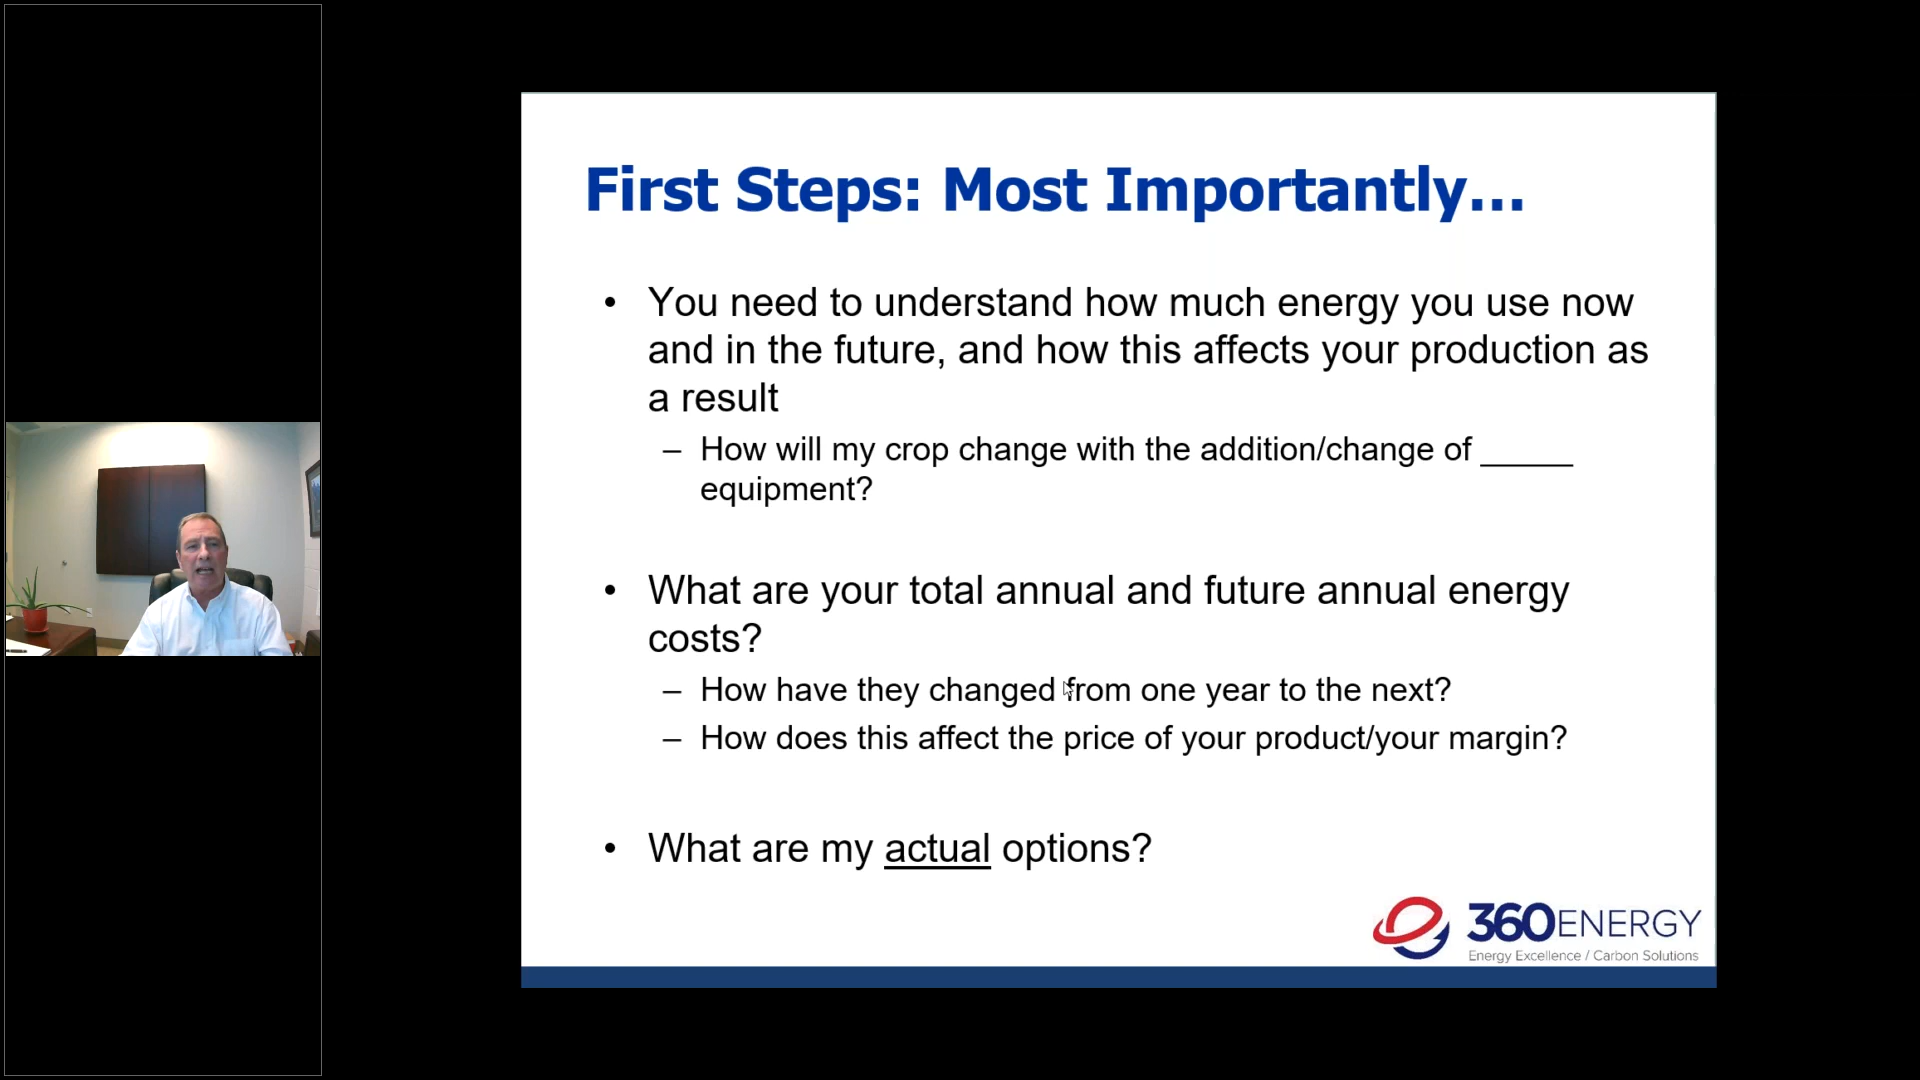 First Steps: Most Importantly...
• You need to understand how much energy you use now
and in the future, and how this affects your production as
a result
– How will my crop change with the addition/change of _____
equipment?
• What are your total annual and future annual energy
costs?
– How have they changed from one year to the next?
– How does this affect the price of your product/your margin?
• What are my actual options?
360ENERGY
Energy Excellence / Carbon Solutions